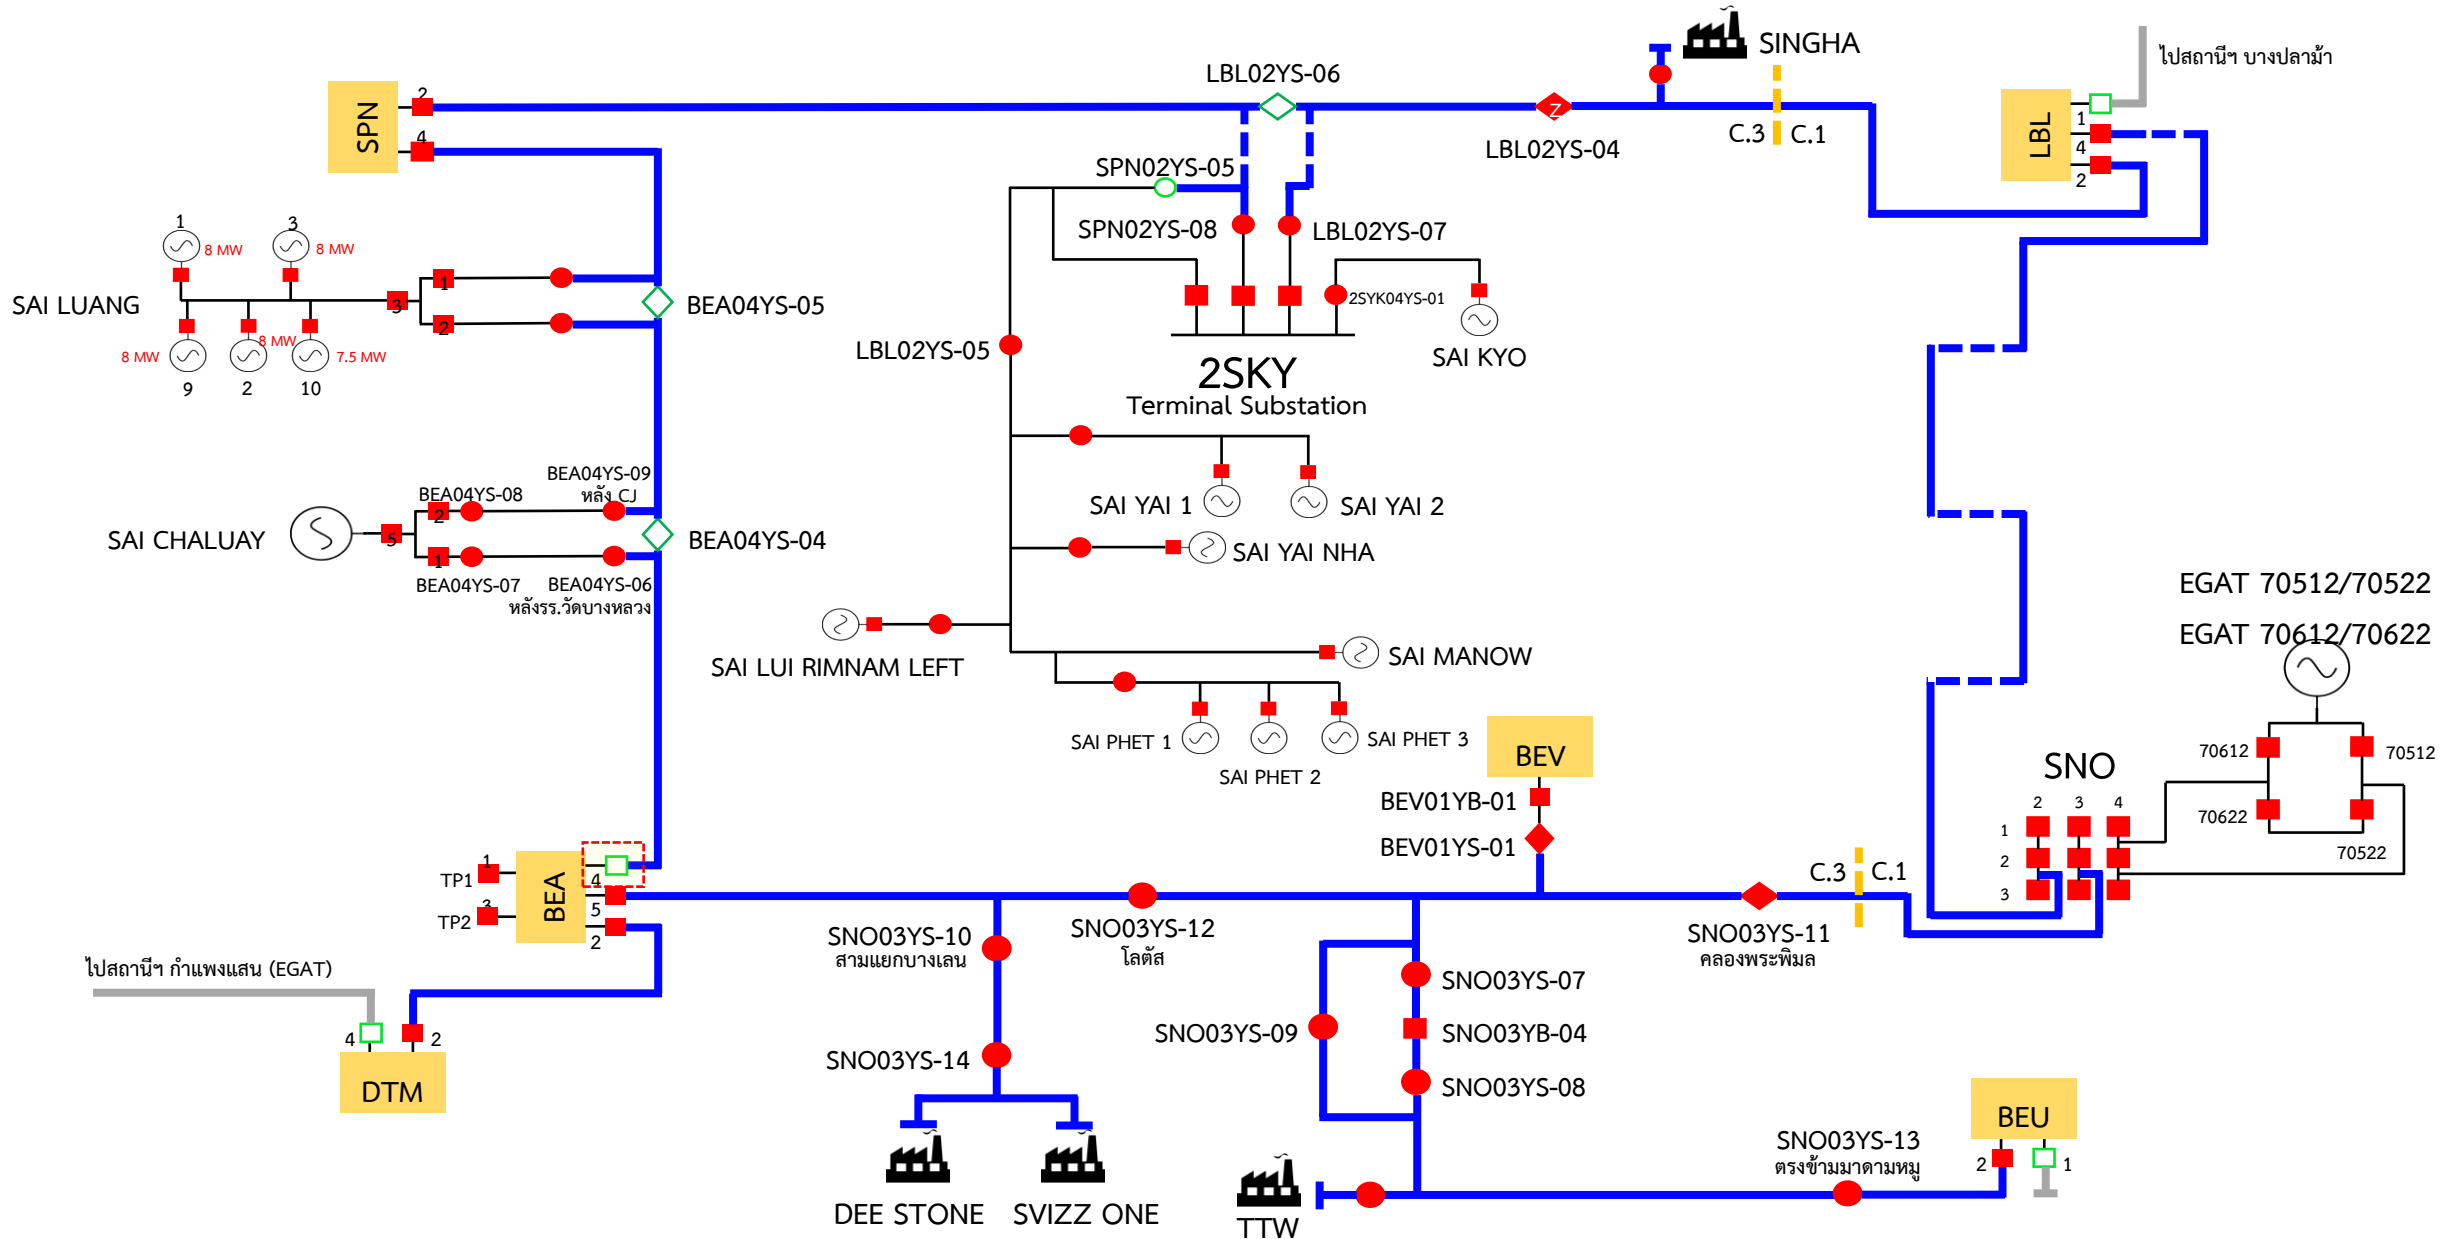 SINGHA
ไปสถานีฯ บางปลาม้า
LBL02YS-06
SPN
2
4
LBL02YS-04
C.3
C.1
LBL
1
4
2
SPN02YS-05
SPN02YS-08
LBL02YS-07
1
8 MW
3
8 MW
SAI LUANG
3
1
2
BEA04YS-05
8 MW
8 MW
7.5 MW
9
2
10
2SYK04YS-01
SAI KYO
LBL02YS-05
2SKY
Terminal Substation
BEA04YS-09
หลัง CJ
BEA04YS-08
SAI CHALUAY
5
2
1
BEA04YS-04
BEA04YS-07
BEA04YS-06
หลังรร.วัดบางหลวง
SAI YAI 1
SAI YAI 2
SAI YAI NHA
EGAT 70512/70522
EGAT 70612/70622
SAI LUI RIMNAM LEFT
SAI MANOW
SAI PHET 1
SAI PHET 2
SAI PHET 3
BEV
BEV01YB-01
BEV01YS-01
SNO
70612
70512
70622
70522
2
3
4
1
2
3
1
TP1
3
TP2
BEA
4
5
2
C.3
C.1
SNO03YS-10
สามแยกบางเลน
SNO03YS-12
โลตัส
SNO03YS-11
คลองพระพิมล
ไปสถานีฯ กำแพงแสน (EGAT)
4
2
DTM
SNO03YS-07
SNO03YS-09
SNO03YB-04
SNO03YS-14
SNO03YS-08
DEE STONE
SVIZZ ONE
TTW
SNO03YS-13
ตรงข้ามมาดามหมู
BEU
2
1
Z